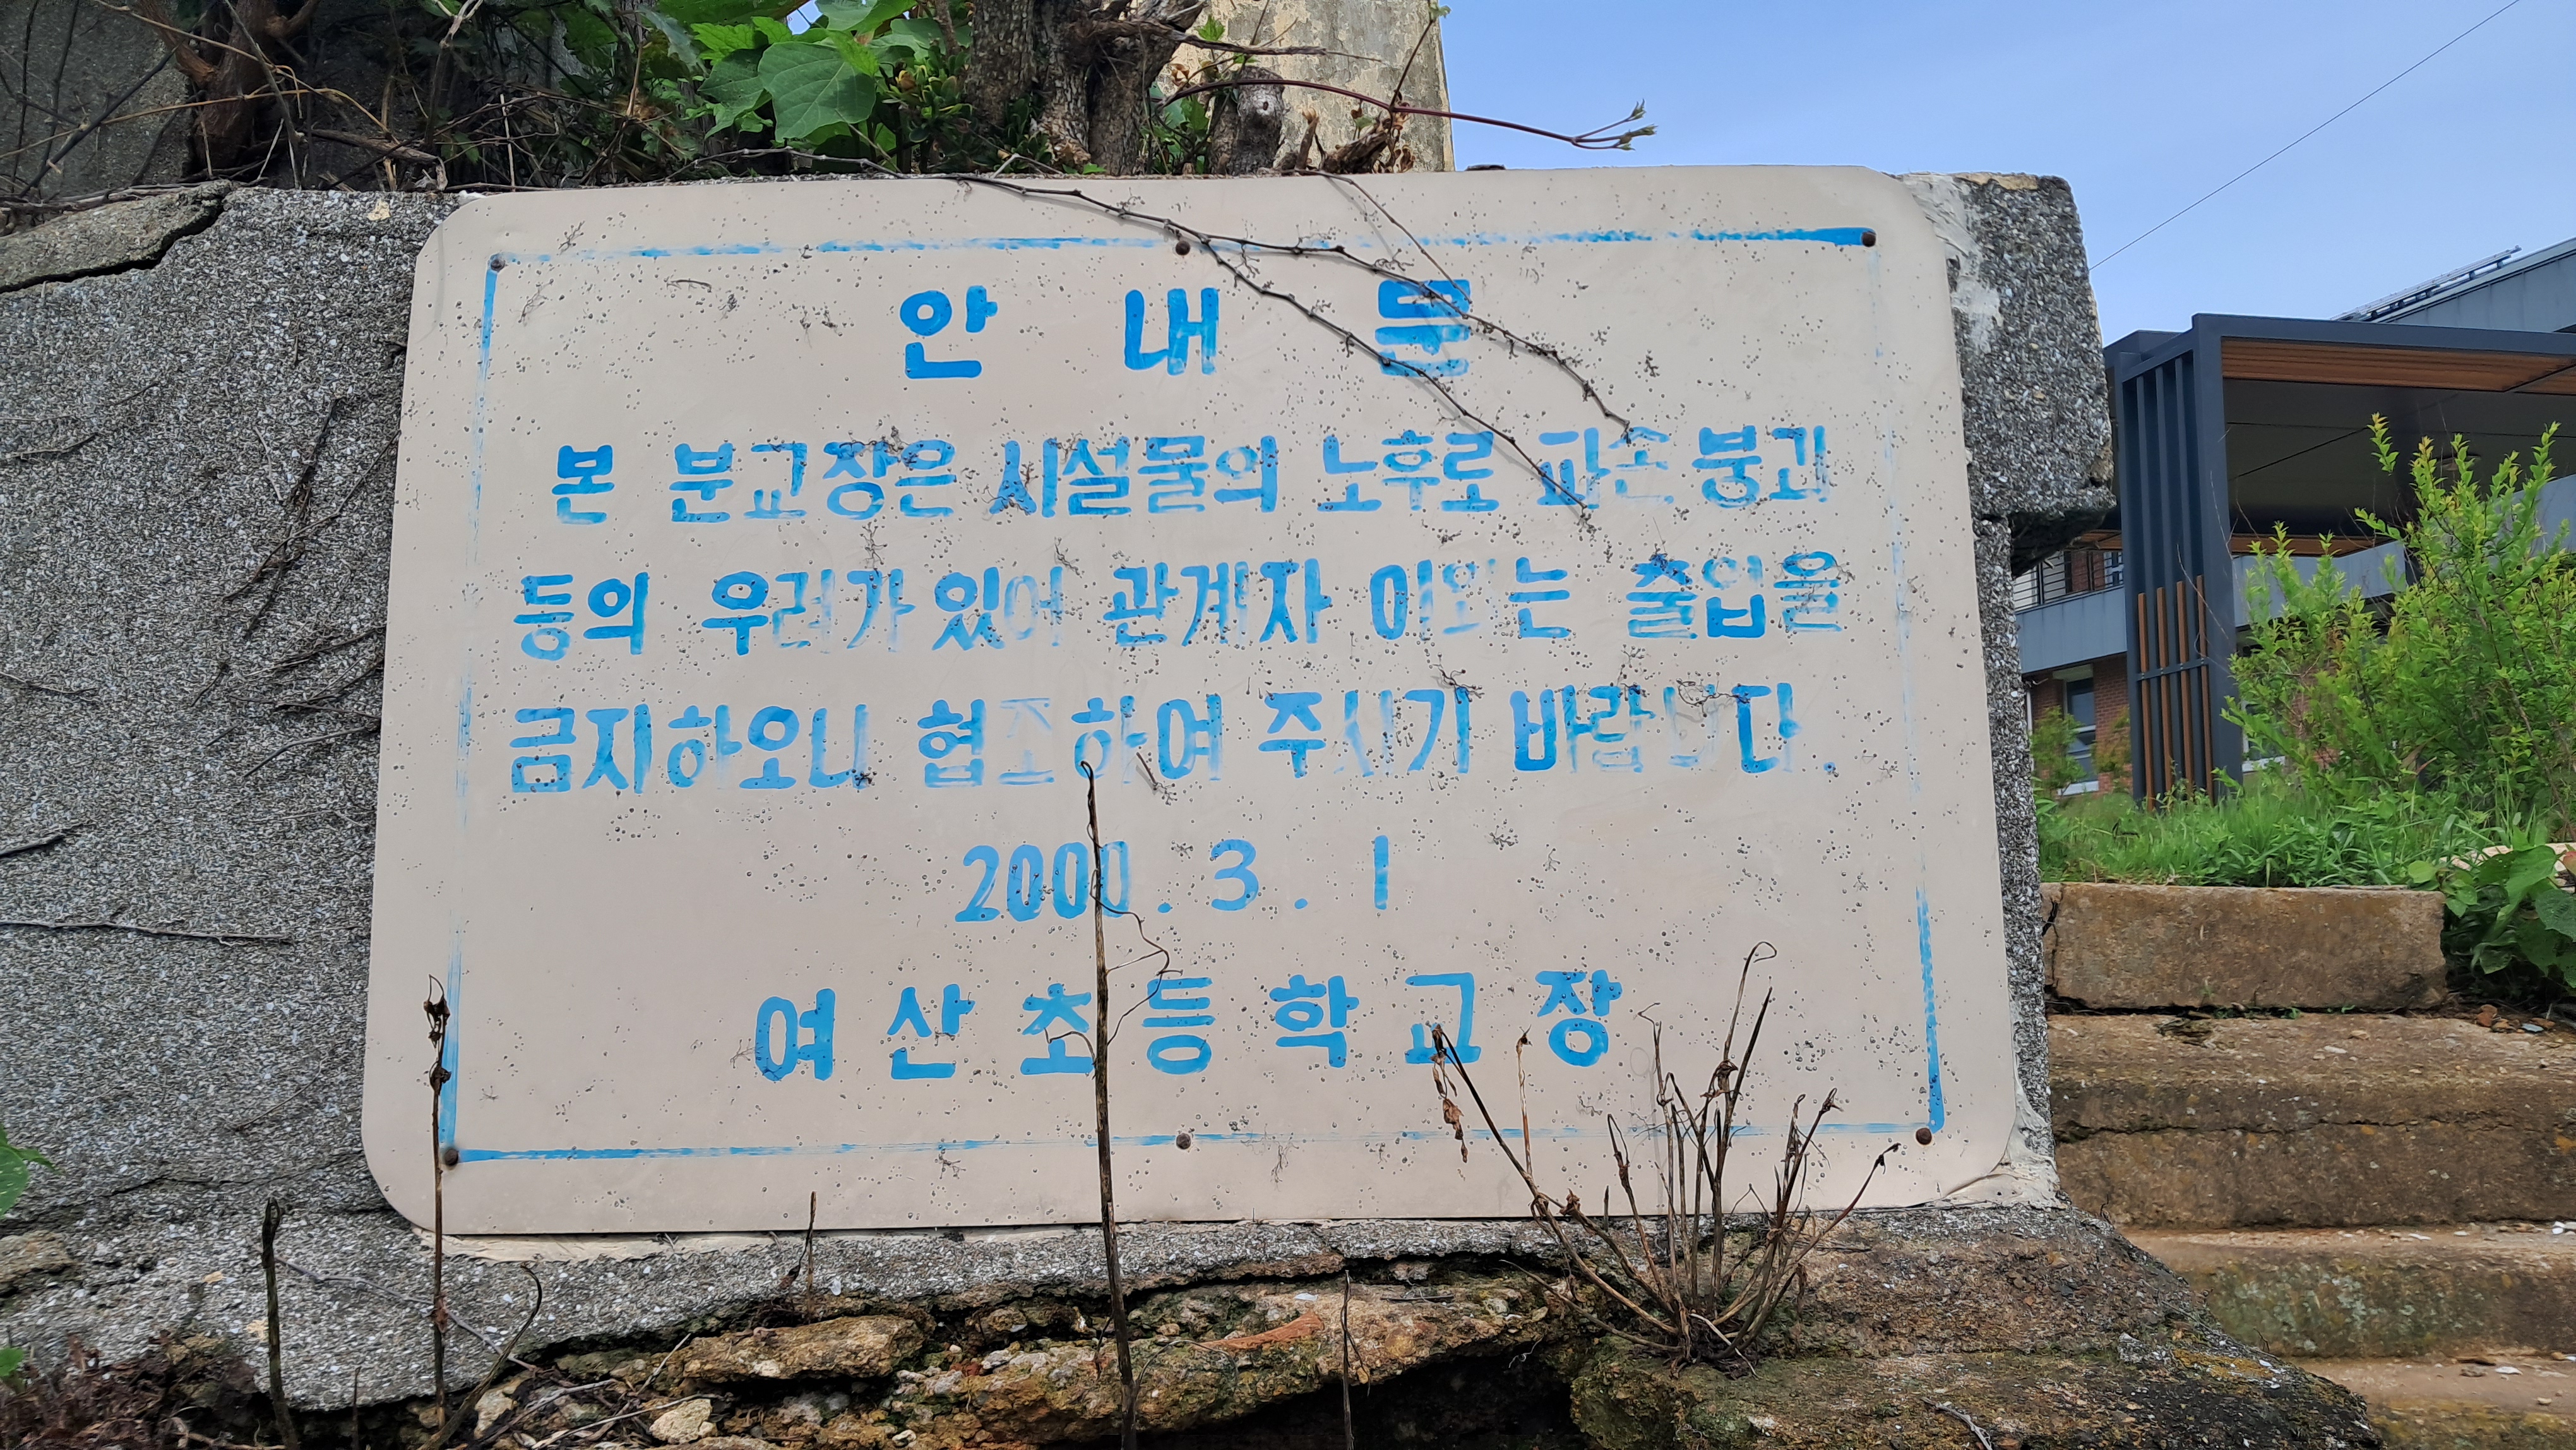 안 내 문
본 분교장은 시설물의 노후로 파손 붕괴
등의 우려가 있어 관계자 이외는 출입을
금지하오니 협조하여 주시기 바랍니다.
2000. 3. 1
여산초등학교장